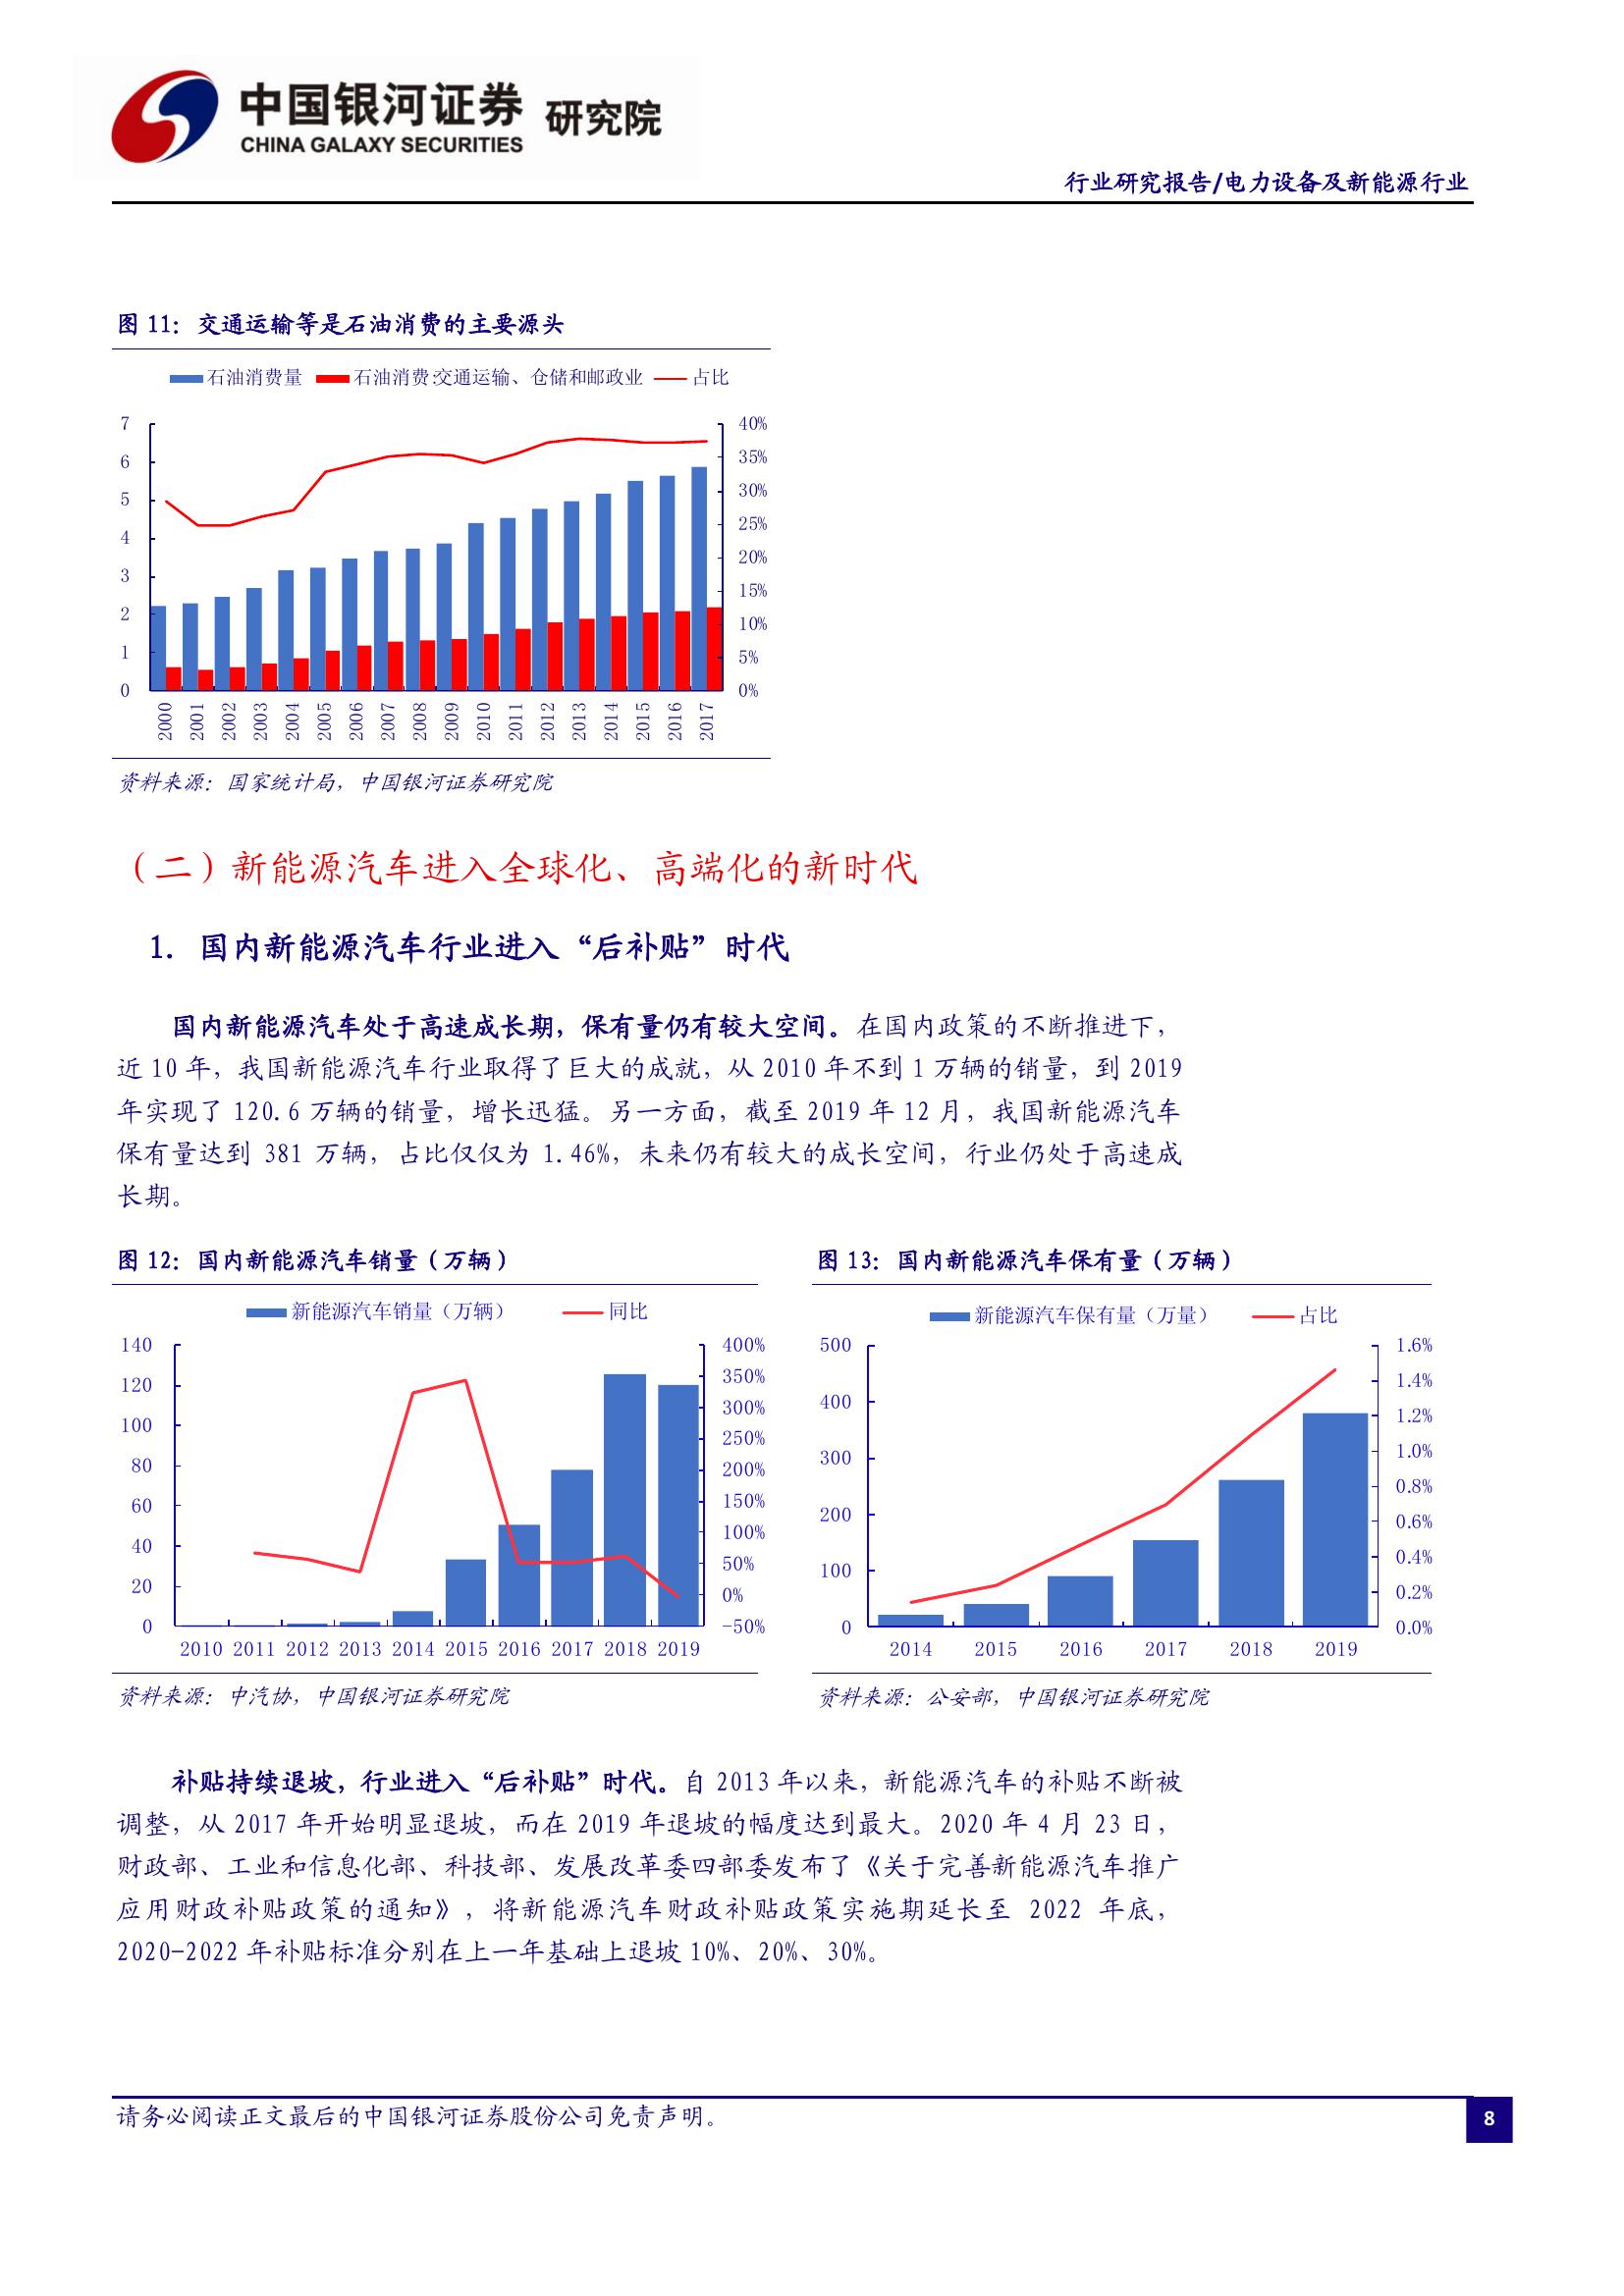 中国银河证券 研究院
CHINA GALAXY SECURITIES
行业研究报告/电力设备及新能源行业
图 11：交通运输等是石油消费的主要源头
石油消费量 石油消费:交通运输、仓储和邮政业 占比
7
6
5
4
3
2
1
0
40%
35%
30%
25%
20%
15%
10%
5%
0%
2000 2001 2002 2003 2004 2005 2006 2007 2008 2009 2010 2011 2012 2013 2014 2015 2016 2017
资料来源：国家统计局，中国银河证券研究院
（二）新能源汽车进入全球化、高端化的新时代
1. 国内新能源汽车行业进入“后补贴”时代
国内新能源汽车处于高速成长期，保有量仍有较大空间。在国内政策的不断推进下，
近 10 年，我国新能源汽车行业取得了巨大的成就，从 2010 年不到 1 万辆的销量，到 2019
年实现了 120.6 万辆的销量，增长迅猛。另一方面，截至 2019 年 12 月，我国新能源汽车
保有量达到 381 万辆，占比仅仅为 1.46%，未来仍有较大的成长空间，行业仍处于高速成
长期。
图 12：国内新能源汽车销量（万辆）
新能源汽车销量（万辆） 同比
140
120
100
80
60
40
20
0
400%
350%
300%
250%
200%
150%
100%
50%
0%
-50%
2010 2011 2012 2013 2014 2015 2016 2017 2018 2019
资料来源：中汽协，中国银河证券研究院
图 13：国内新能源汽车保有量（万辆）
新能源汽车保有量（万量） 占比
500
400
300
200
100
0
1.6%
1.4%
1.2%
1.0%
0.8%
0.6%
0.4%
0.2%
0.0%
2014 2015 2016 2017 2018 2019
资料来源：公安部，中国银河证券研究院
补贴持续退坡，行业进入“后补贴”时代。自 2013 年以来，新能源汽车的补贴不断被
调整，从 2017 年开始明显退坡，而在 2019 年退坡的幅度达到最大。2020 年 4 月 23 日，
财政部、工业和信息化部、科技部、发展改革委四部委发布了《关于完善新能源汽车推广
应用财政补贴政策的通知》，将新能源汽车财政补贴政策实施期延长至 2022 年底，
2020-2022 年补贴标准分别在上一年基础上退坡 10%、20%、30%。
请务必阅读正文最后的中国银河证券股份公司免责声明。
8